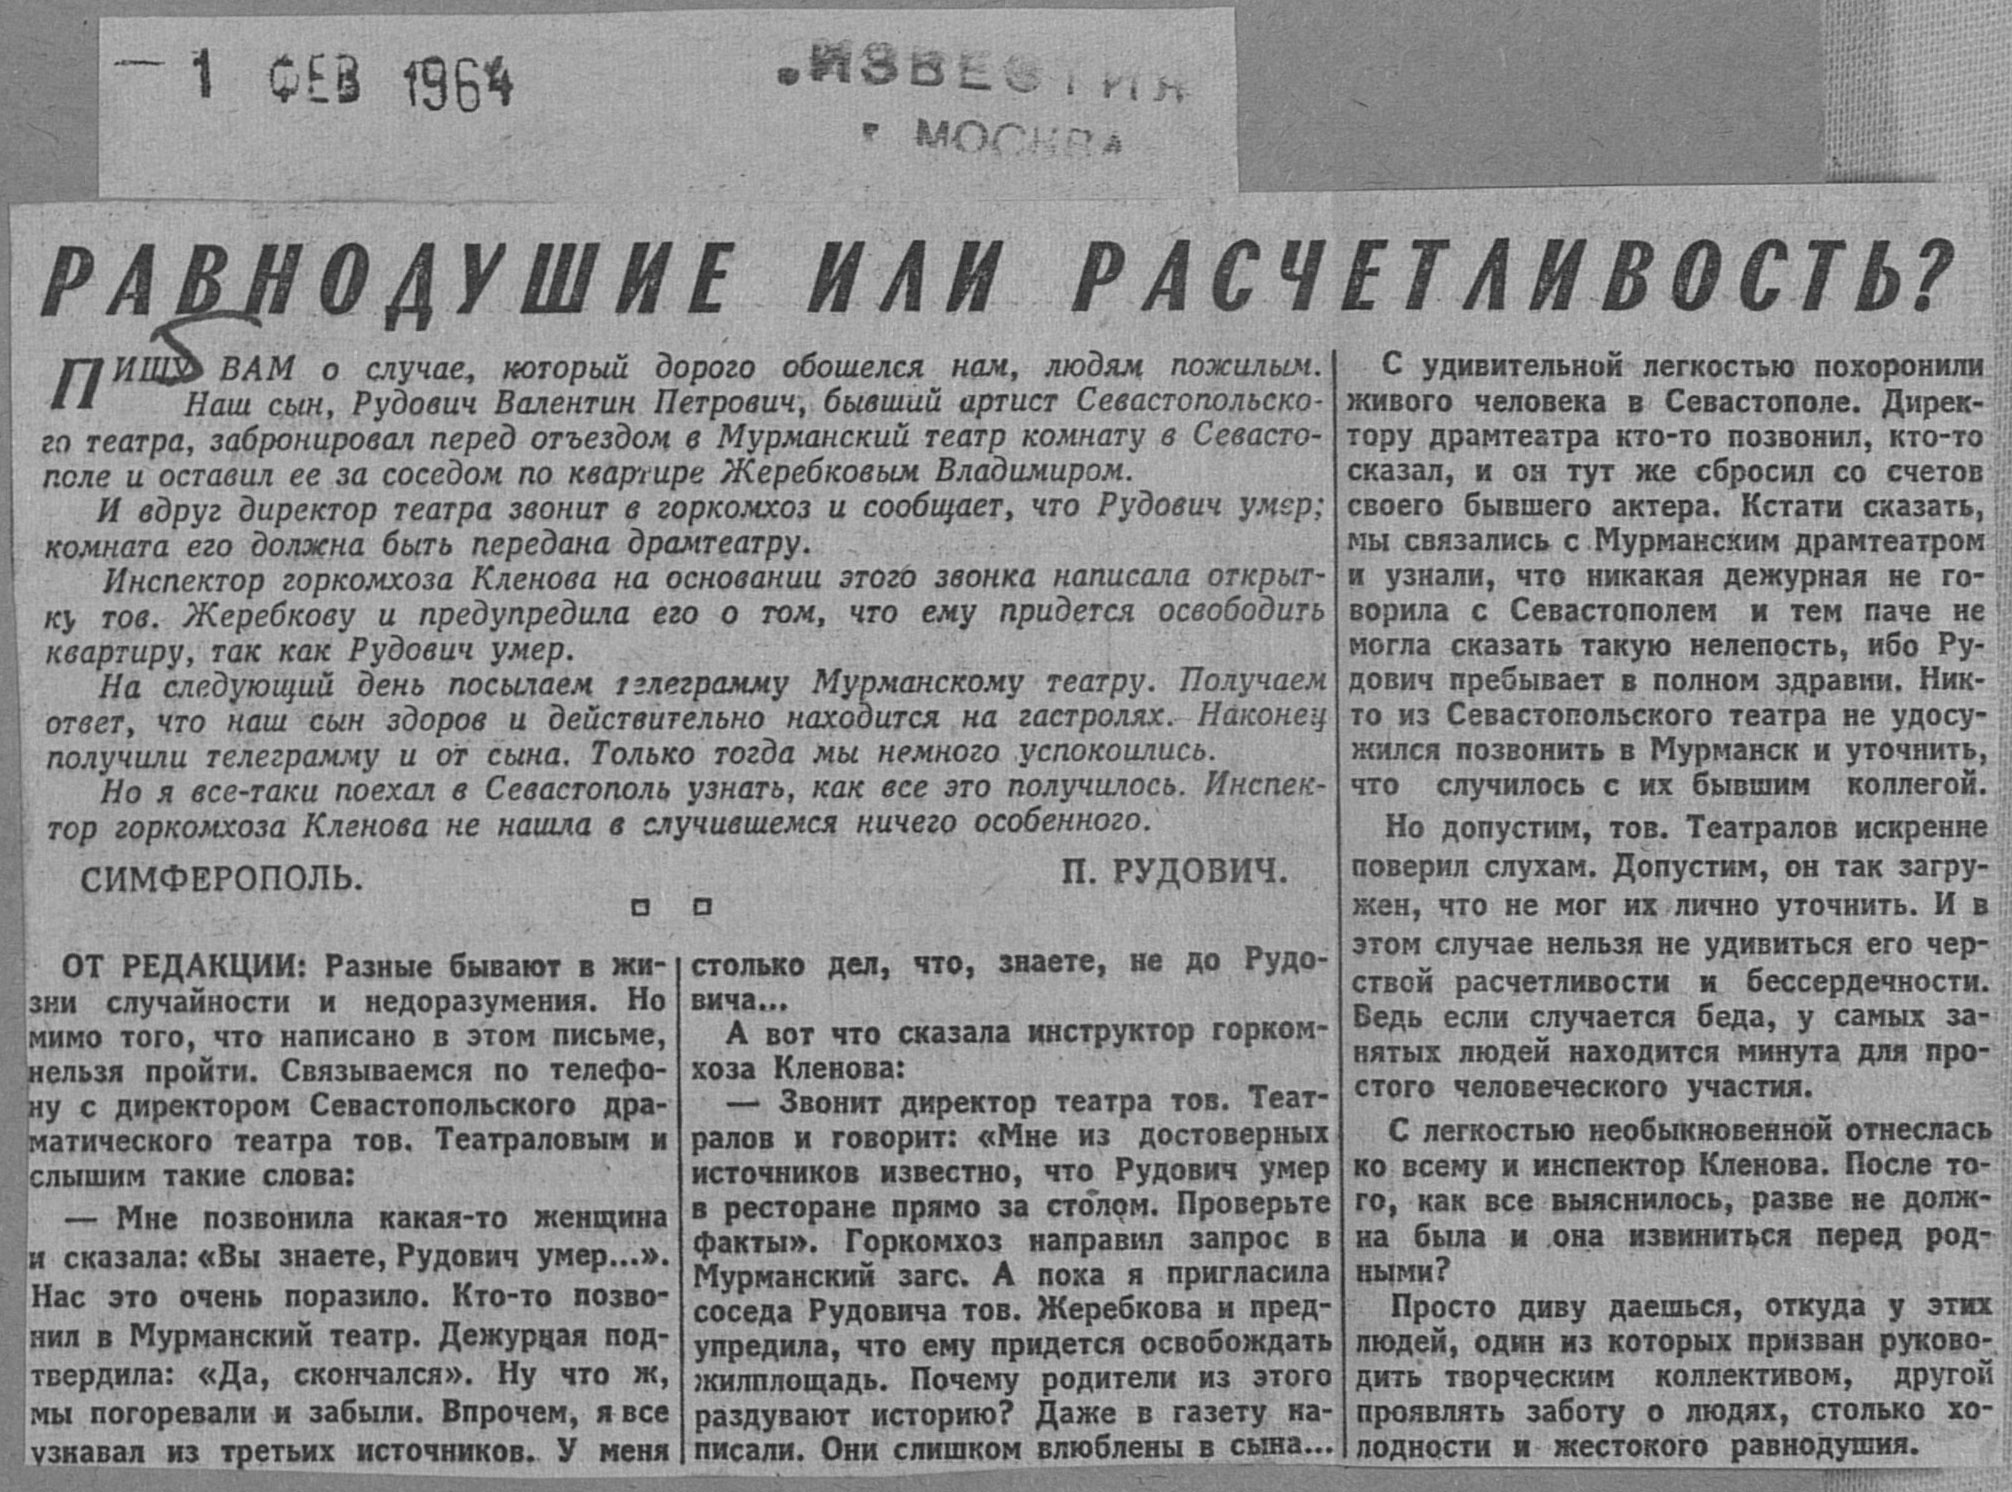 — 1 ФЕВ 1964
ИЗВЕСТИЯ
г МОСКВА
РАВНОДУШИЕ ИЛИ РАСЧЕТЛИВОСТЬ?
ПИШУ ВАМ о случае, который дорого обошелся нам, людям пожилым.
Наш сын, Рудович Валентин Петрович, бывший артист Севастопольско-
го театра, забронировал перед отъездом в Мурманский театр комнату в Севасто-
поле и оставил ее за соседом по квартире Жеребковым Владимиром.
И вдруг директор театра звонит в горкомхоз и сообщает, что Рудович умер;
комната его должна быть передана драмтеатру.
Инспектор горкомхоза Кленова на основании этого звонка написала открыт-
ку тов. Жеребкову и предупредила его о том, что ему придется освободить
квартиру, так как Рудович умер.
На следующий день посылаем телеграмму Мурманскому театру. Получаем
ответ, что наш сын здоров и действительно находится на гастролях. Наконец
получили телеграмму и от сына. Только тогда мы немного успокоились.
Но я все-таки поехал в Севастополь узнать, как все это получилось. Инспек-
тор горкомхоза Кленова не нашла в случившемся ничего особенного.
СИМФЕРОПОЛЬ. П. РУДОВИЧ.
ОТ РЕДАКЦИИ: Разные бывают в жи-
зни случайности и недоразумения. Но
мимо того, что написано в этом письме,
нельзя пройти. Связываемся по телефо-
ну с директором Севастопольского дра-
матического театра тов. Театраловым и
слышим такие слова:
— Мне позвонила какая-то женщина
и сказала: «Вы знаете, Рудович умер...».
Нас это очень поразило. Кто-то позво-
нил в Мурманский театр. Дежурная под-
твердила: «Да, скончался». Ну что ж,
мы погоревали и забыли. Впрочем, я все
узнавал из третьих источников. У меня
столько дел, что, знаете, не до Рудо-
вича...
А вот что сказала инструктор горком-
хоза Кленова:
— Звонит директор театра тов. Теат-
ралов и говорит: «Мне из достоверных
источников известно, что Рудович умер
в ресторане прямо за столом. Проверьте
факты». Горкомхоз направил запрос в
Мурманский загс. А пока я пригласила
соседа Рудовича тов. Жеребкова и пред-
упредила, что ему придется освобождать
жилплощадь. Почему родители из этого
раздувают историю? Даже в газету на-
писали. Они слишком влюблены в сына...
С удивительной легкостью похоронили
живого человека в Севастополе. Дирек-
тору драмтеатра кто-то позвонил, кто-то
сказал, и он тут же сбросил со счетов
своего бывшего актера. Кстати сказать,
мы связались с Мурманским драмтеатром
и узнали, что никакая дежурная не го-
ворила с Севастополем и тем паче не
могла сказать такую нелепость, ибо Ру-
дович пребывает в полном здравии. Ник-
то из Севастопольского театра не удосу-
жился позвонить в Мурманск и уточнить,
что случилось с их бывшим коллегой.
Но допустим, тов. Театралов искренне
поверил слухам. Допустим, он так загру-
жен, что не мог их лично уточнить. И в
этом случае нельзя не удивиться его чер-
ствой расчетливости и бессердечности.
Ведь если случается беда, у самых за-
нятых людей находится минута для про-
стого человеческого участия.
С легкостью необыкновенной отнеслась
ко всему и инспектор Кленова. После то-
го, как все выяснилось, разве не долж-
на была и она извиниться перед род-
ными?
Просто диву даешься, откуда у этих
людей, один из которых призван руково-
дить творческим коллективом, другой
проявлять заботу о людях, столько хо-
лодности и жестокого равнодушия.